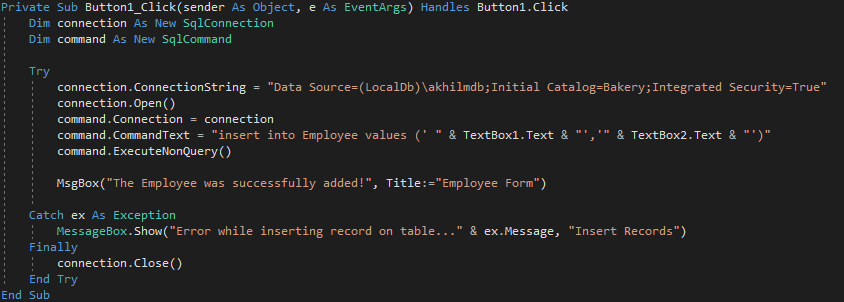 Private Sub Button1_Click(sender As Object, e As EventArgs) Handles Button1.Click
Dim connection As New SqlConnection
Dim command As New SqlCommand
Try
connection.ConnectionString = "Data Source=(LocalDb)\akhilmdb;Initial Catalog=Bakery;Integrated Security=True"
connection.Open()
command.Connection = connection
command.CommandText = "insert into Employee values (' " & TextBox1.Text & "','" & TextBox2.Text & "')"
command.ExecuteNonQuery()
MsgBox("The Employee was successfully added!", Title:="Employee Form")
Catch ex As Exception
MessageBox.Show("Error while inserting record on table..." & ex.Message, "Insert Records")
Finally
connection.Close()
End Try
End Sub